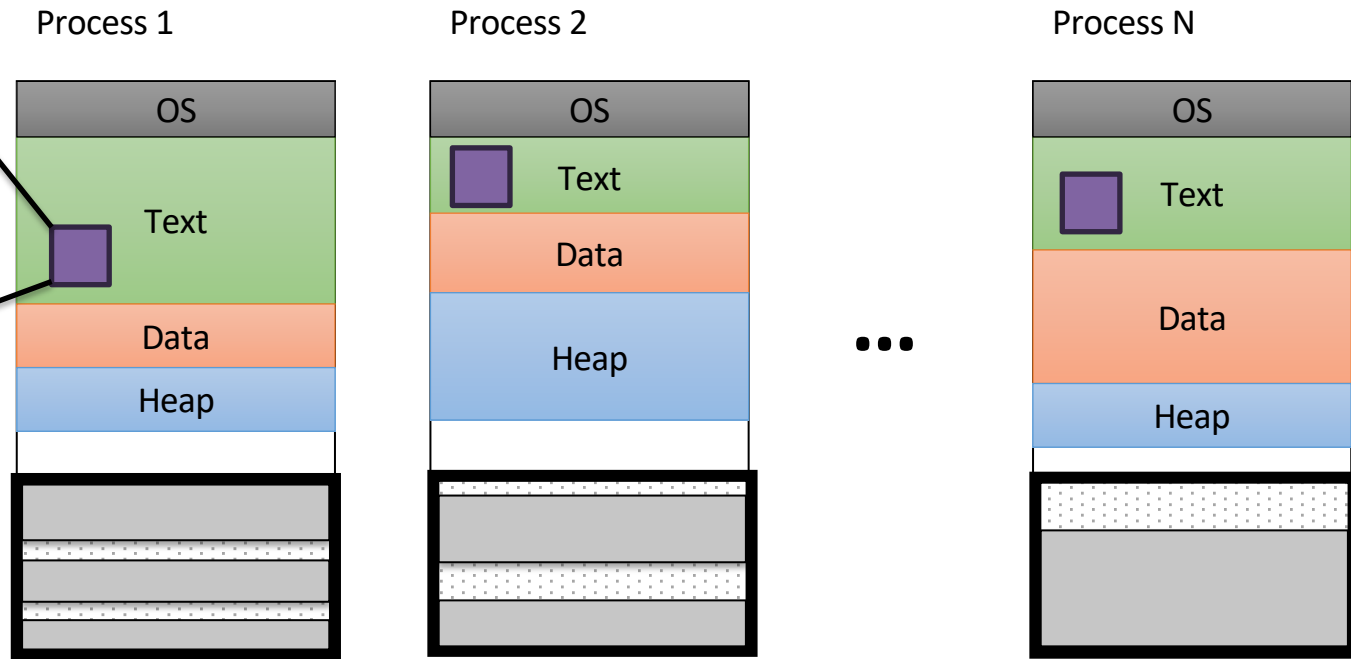 Process 1
Process 2
Process N
OS
Text
Data
Heap
OS
Text
Data
Heap
...
OS
Text
Data
Heap